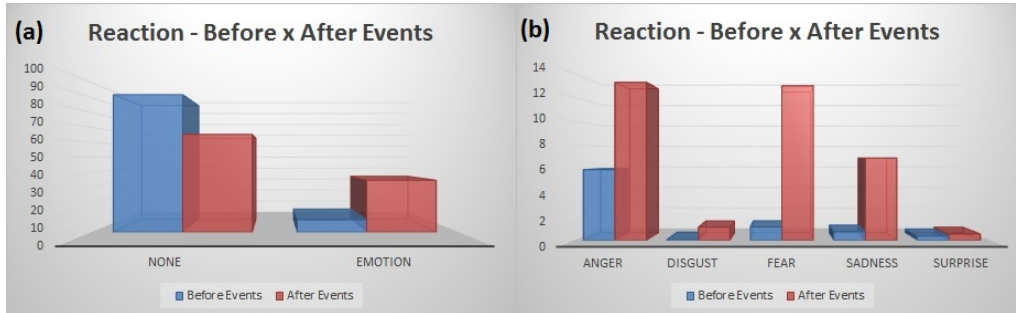 (a)
Reaction - Before x After Events
100
90
80
70
60
50
40
30
20
10
0
NONE EMOTION
Before Events After Events
(b)
Reaction - Before x After Events
14
12
10
8
6
4
2
0
ANGER DISGUST FEAR SADNESS SURPRISE
Before Events After Events